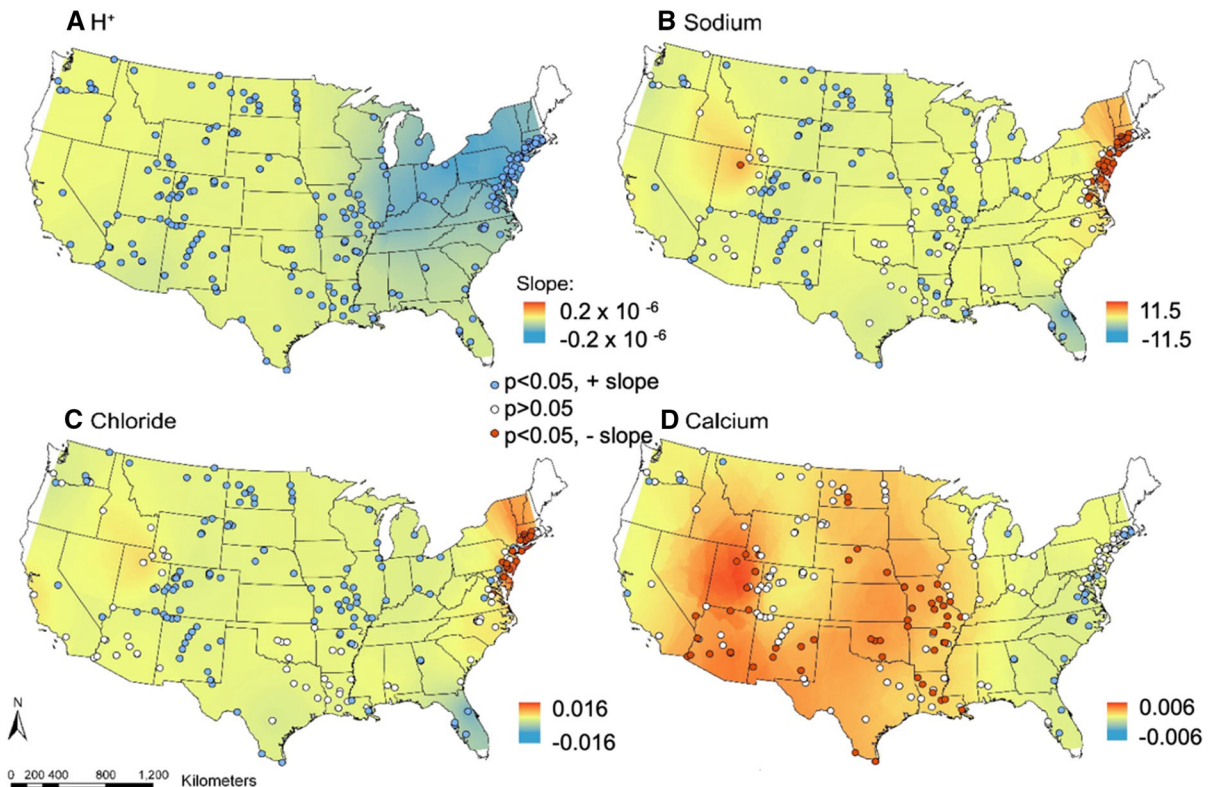 A H+
B Sodium
Slope:
0.2 x 10 -6
-0.2 x 10 -6
11.5
-11.5
p<0.05, + slope
p>0.05
p<0.05, - slope
C Chloride
D Calcium
0.016
-0.016
0.006
-0.006
N
0 200 400 800 1,200
Kilometers